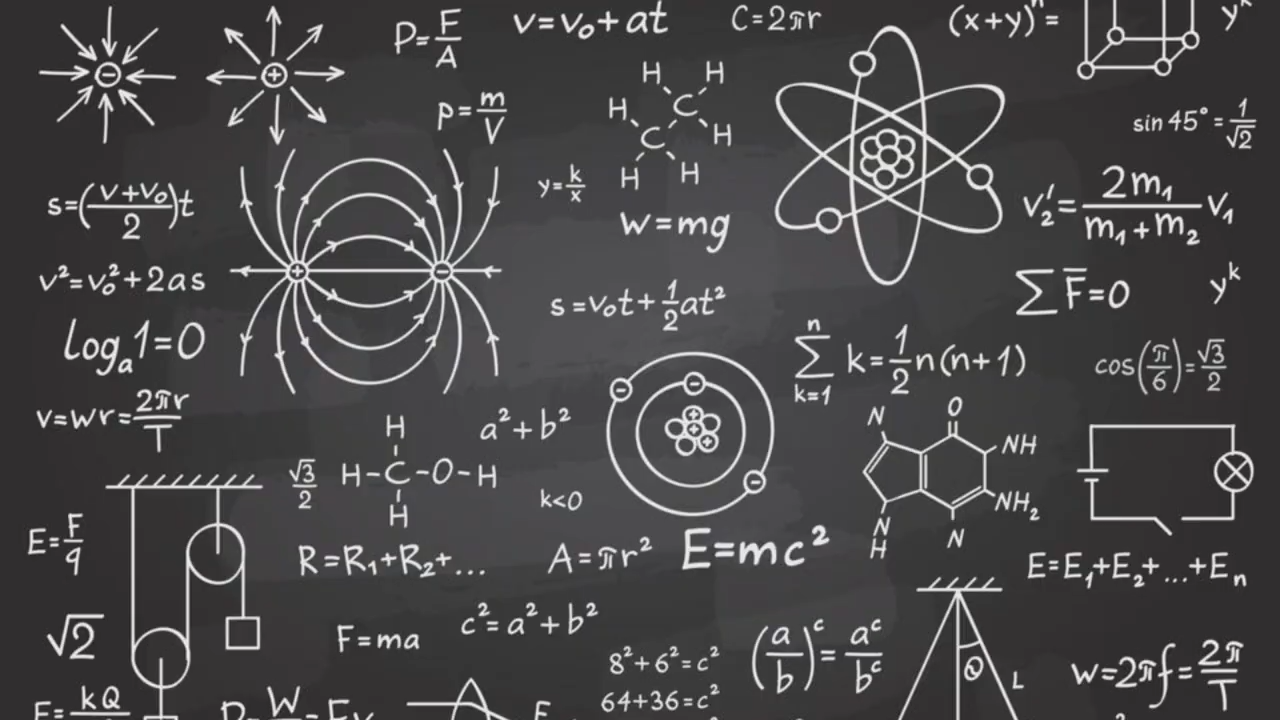 P=F/A
v=v₀+at
C=2πr
(x+y)ⁿ=
yᵏ
p=m/V
H H
H C
C H
H H
sin 45°=1/√2
y=k/x
s=(v+v₀/2)t
W=mg
v₂'=2m₁/m₁+m₂ v₁
v²=v₀²+2as
s=v₀t+1/2at²
∑F̅=0
yᵏ
logₐ1=0
n
∑ k=1/2n(n+1)
k=1
cos(π/6)=√3/2
v=wr=2πr/T
a²+b²
H
√3/2
H-C-O-H
H
k<0
O
N
NH
NH₂
N
H
N
E=F/q
R=R₁+R₂+...
A=πr²
E=mc²
E=E₁+E₂+...+Eₙ
√2
F=ma
c²=a²+b²
(a/b)ᶜ=aᶜ/bᶜ
8²+6²=c²
64+36=c²
L
w=2πf=2π/T
kQ
W